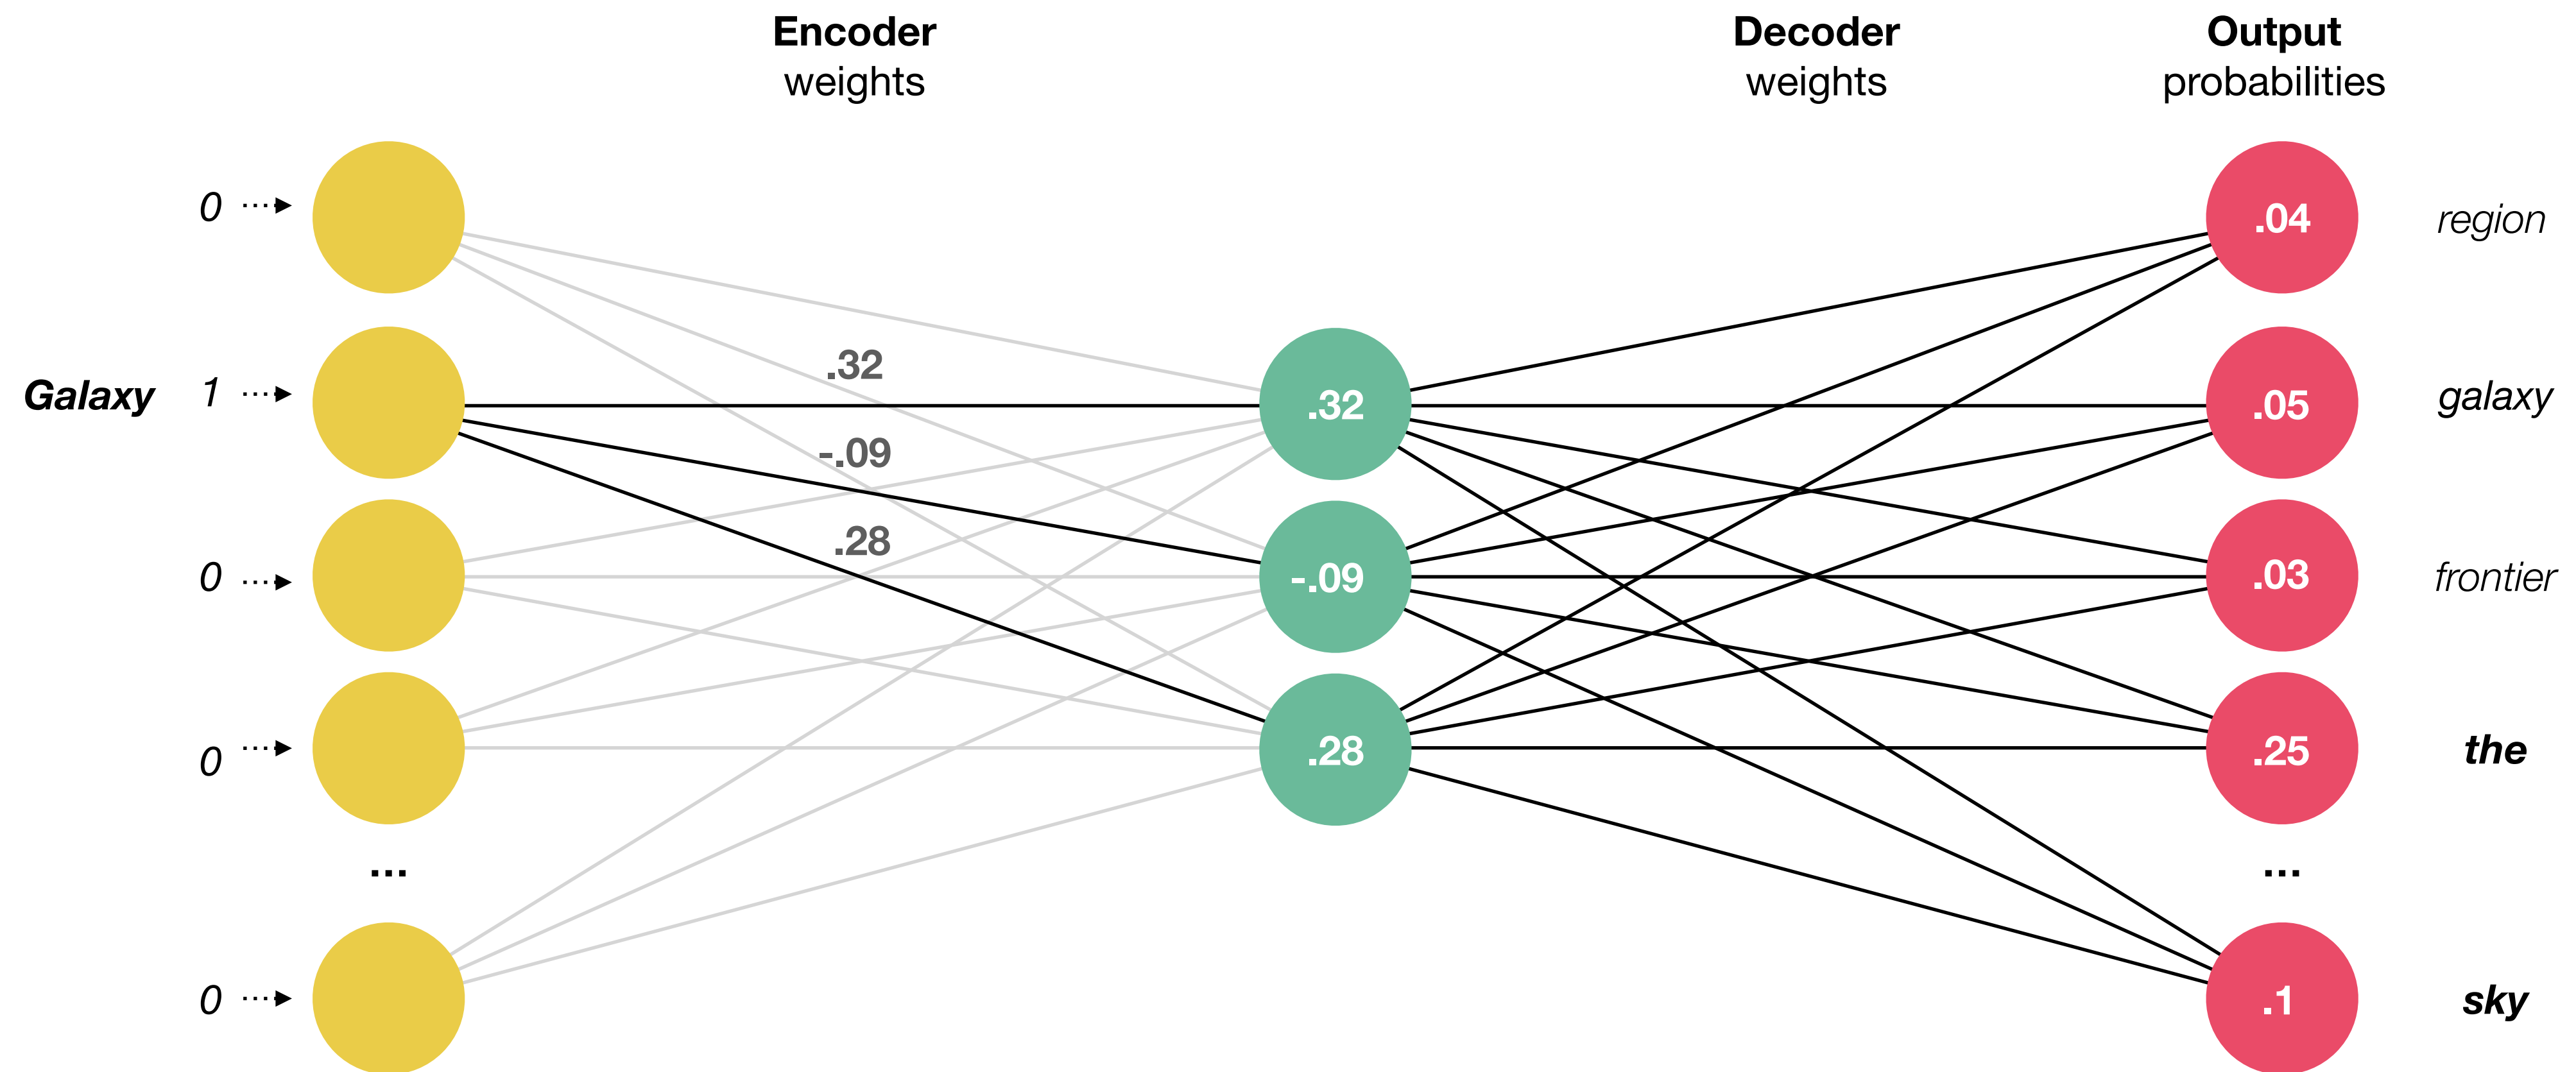 Encoder
weights
Decoder
weights
Output
probabilities
0
.04
region
Galaxy
1
.32
.32
.05
galaxy
-.09
0
.28
-.09
.03
frontier
0
.28
.25
the
...
...
0
.1
sky